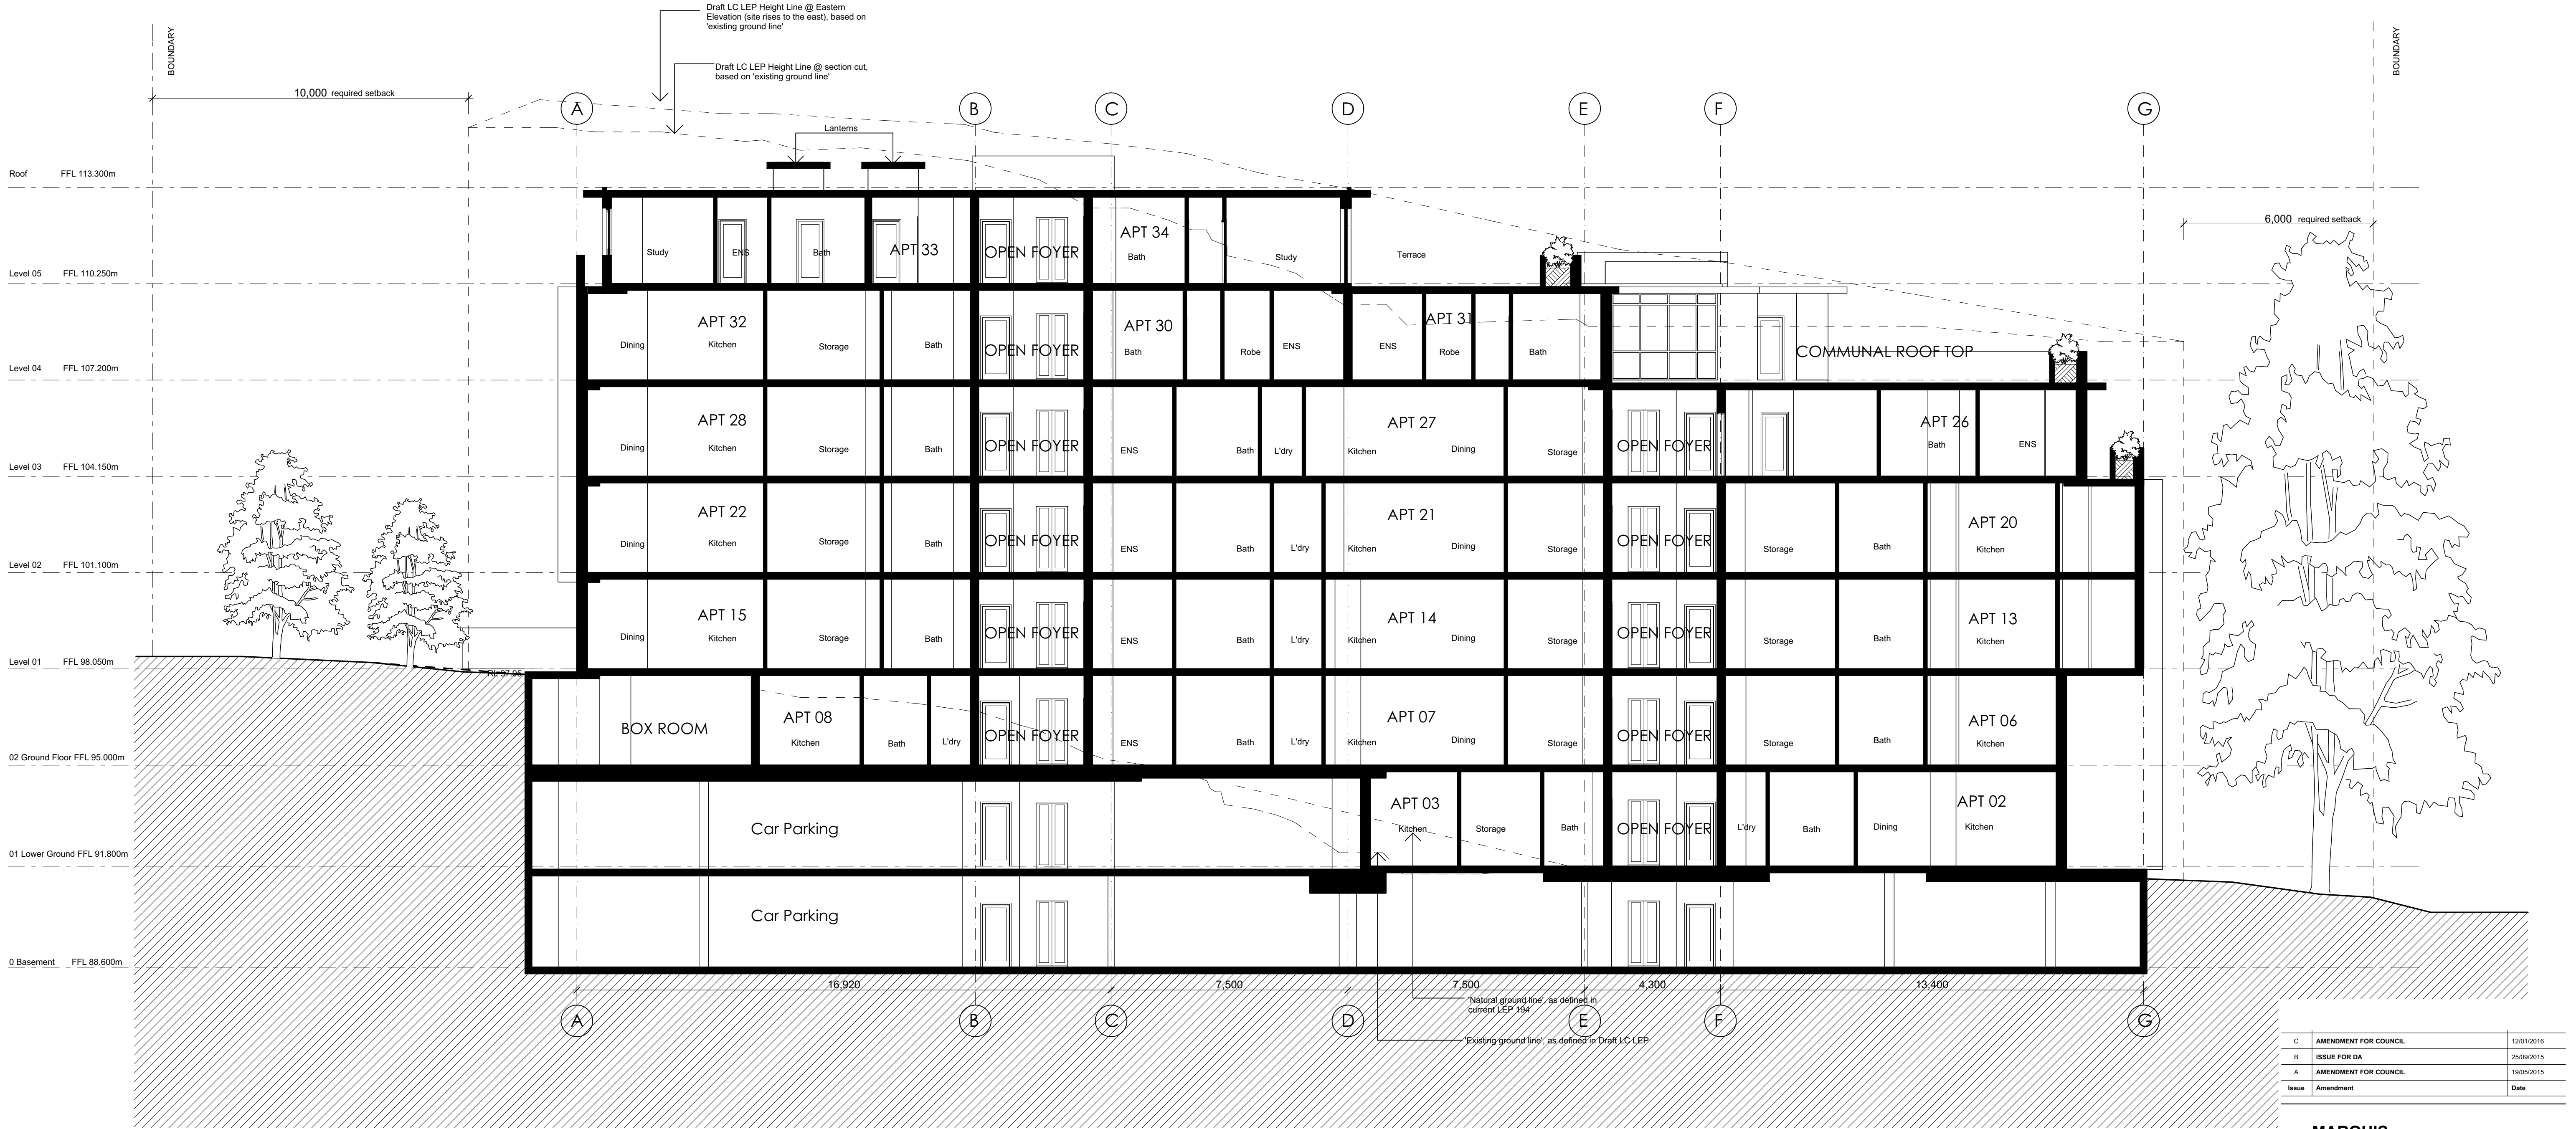 Draft LC LEP Height Line @ Eastern
Elevation (site rises to the east), based on
'existing ground line'
Draft LC LEP Height Line @ section cut,
based on 'existing ground line'
BOUNDARY
BOUNDARY
10,000 required setback
6,000 required setback
A
B
C
D
E
F
G
Lanterns
Roof FFL 113.300m
Study
ENS
Bath
APT 33
OPEN FOYER
APT 34
Bath
Study
Terrace
Level 05 FFL 110.250m
APT 32
Dining
Kitchen
Storage
Bath
OPEN FOYER
APT 30
Bath
Robe
ENS
APT 31
ENS
Robe
Bath
COMMUNAL ROOF TOP
Level 04 FFL 107.200m
APT 28
Dining
Kitchen
Storage
Bath
OPEN FOYER
ENS
Bath
L'dry
APT 27
Kitchen
Dining
Storage
OPEN FOYER
APT 26
Bath
ENS
Level 03 FFL 104.150m
APT 22
Dining
Kitchen
Storage
Bath
OPEN FOYER
ENS
Bath
L'dry
APT 21
Kitchen
Dining
Storage
OPEN FOYER
Storage
Bath
APT 20
Kitchen
Level 02 FFL 101.100m
APT 15
Dining
Kitchen
Storage
Bath
OPEN FOYER
ENS
Bath
L'dry
APT 14
Kitchen
Dining
Storage
OPEN FOYER
Storage
Bath
APT 13
Kitchen
Level 01 FFL 98.050m
BOX ROOM
APT 08
Kitchen
Bath
L'dry
OPEN FOYER
ENS
Bath
L'dry
APT 07
Kitchen
Dining
Storage
OPEN FOYER
Storage
Bath
APT 06
Kitchen
02 Ground Floor FFL 95.000m
Car Parking
APT 03
Kitchen
Storage
Bath
OPEN FOYER
L'dry
Bath
Dining
APT 02
Kitchen
01 Lower Ground FFL 91.800m
Car Parking
0 Basement FFL 88.600m
16,920
7,500
7,500
4,300
13,400
'Natural ground line', as defined in
current LEP 194
A
B
C
D
E
F
G
'Existing ground line', as defined in Draft LC LEP
C AMENDMENT FOR COUNCIL 12/01/2016
B ISSUE FOR DA 25/09/2015
A AMENDMENT FOR COUNCIL 19/05/2015
Issue Amendment Date
MARQUIS